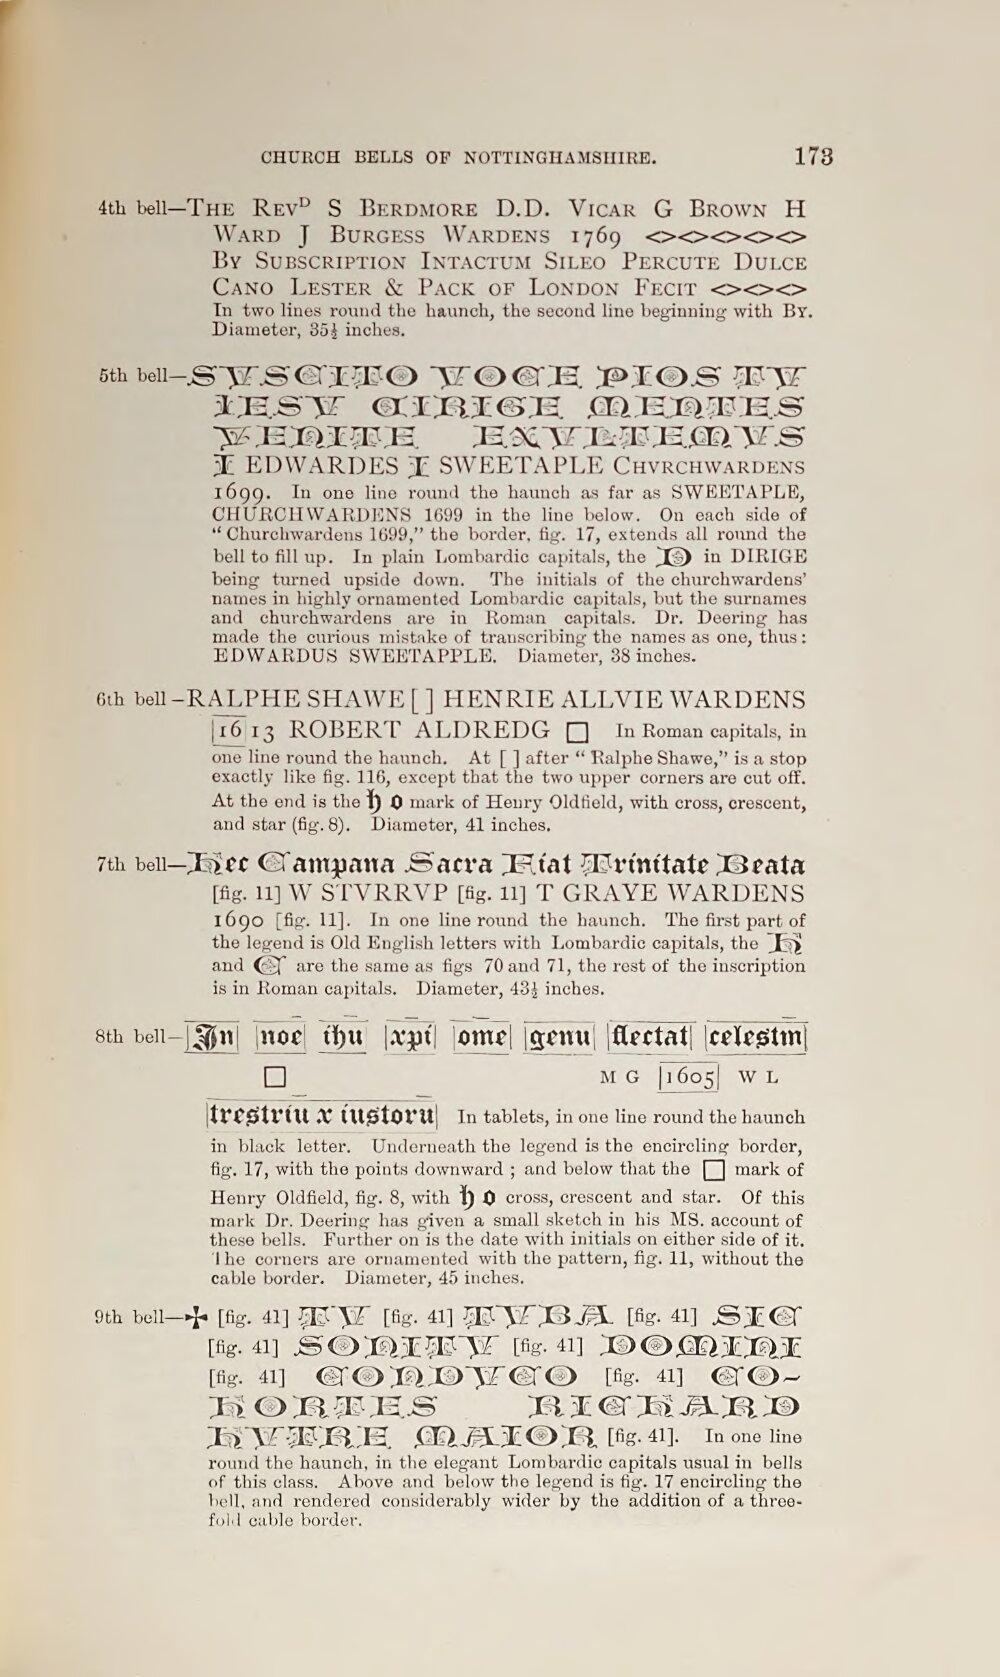 CHURCH BELLS OF NOTTINGHAMSHIRE. 173
4th bell—THE REVD S BERDMORE D.D. VICAR G BROWN H
WARD J BURGESS WARDENS 1769 <><><><><>
BY SUBSCRIPTION INTACTUM SILEO PERCUTE DULCE
CANO LESTER & PACK OF LONDON FECIT <><><>
In two lines round the haunch, the second line beginning with BY.
Diameter, 35½ inches.
5th bell—SVSCITO VOCE PIOS TV
IESV DIRIGE MENTES
VENITE EXVLTEMVS
I EDWARDES I SWEETAPLE CHVRCHWARDENS
1699. In one line round the haunch as far as SWEETAPLE,
CHURCHWARDENS 1699 in the line below. On each side of
“Churchwardens 1699,” the border, fig. 17, extends all round the
bell to fill up. In plain Lombardic capitals, the D in DIRIGE
being turned upside down. The initials of the churchwardens’
names in highly ornamented Lombardic capitals, but the surnames
and churchwardens are in Roman capitals. Dr. Deering has
made the curious mistake of transcribing the names as one, thus:
EDWARDUS SWEETAPPLE. Diameter, 38 inches.
6th bell–RALPHE SHAWE [ ] HENRIE ALLVIE WARDENS
|16|13 ROBERT ALDREDG □ In Roman capitals, in
one line round the haunch. At [ ] after “Ralphe Shawe,” is a stop
exactly like fig. 116, except that the two upper corners are cut off.
At the end is the h o mark of Henry Oldfield, with cross, crescent,
and star (fig. 8). Diameter, 41 inches.
7th bell—Hec Campana Sacra Fiat Trinitate Beata
[fig. 11] W STVRRVP [fig. 11] T GRAYE WARDENS
1690 [fig. 11]. In one line round the haunch. The first part of
the legend is Old English letters with Lombardic capitals, the H
and C are the same as figs 70 and 71, the rest of the inscription
is in Roman capitals. Diameter, 43½ inches.
8th bell—|In| |noe| ihu |xpi| |ome| |genu| |flectat| |celestm|
□ M G |1605| W L
|trestriu x iustoru| In tablets, in one line round the haunch
in black letter. Underneath the legend is the encircling border,
fig. 17, with the points downward ; and below that the □ mark of
Henry Oldfield, fig. 8, with h o cross, crescent and star. Of this
mark Dr. Deering has given a small sketch in his MS. account of
these bells. Further on is the date with initials on either side of it.
The corners are ornamented with the pattern, fig. 11, without the
cable border. Diameter, 45 inches.
9th bell—✢ [fig. 41] TV [fig. 41] TVBA [fig. 41] SIC
[fig. 41] SONITV [fig. 41] DOMINI
[fig. 41] CONDVCO [fig. 41] CO~
HORTES RICHARD
HVTRE MAIOR [fig. 41]. In one line
round the haunch, in the elegant Lombardic capitals usual in bells
of this class. Above and below the legend is fig. 17 encircling the
bell, and rendered considerably wider by the addition of a three-
fold cable border.